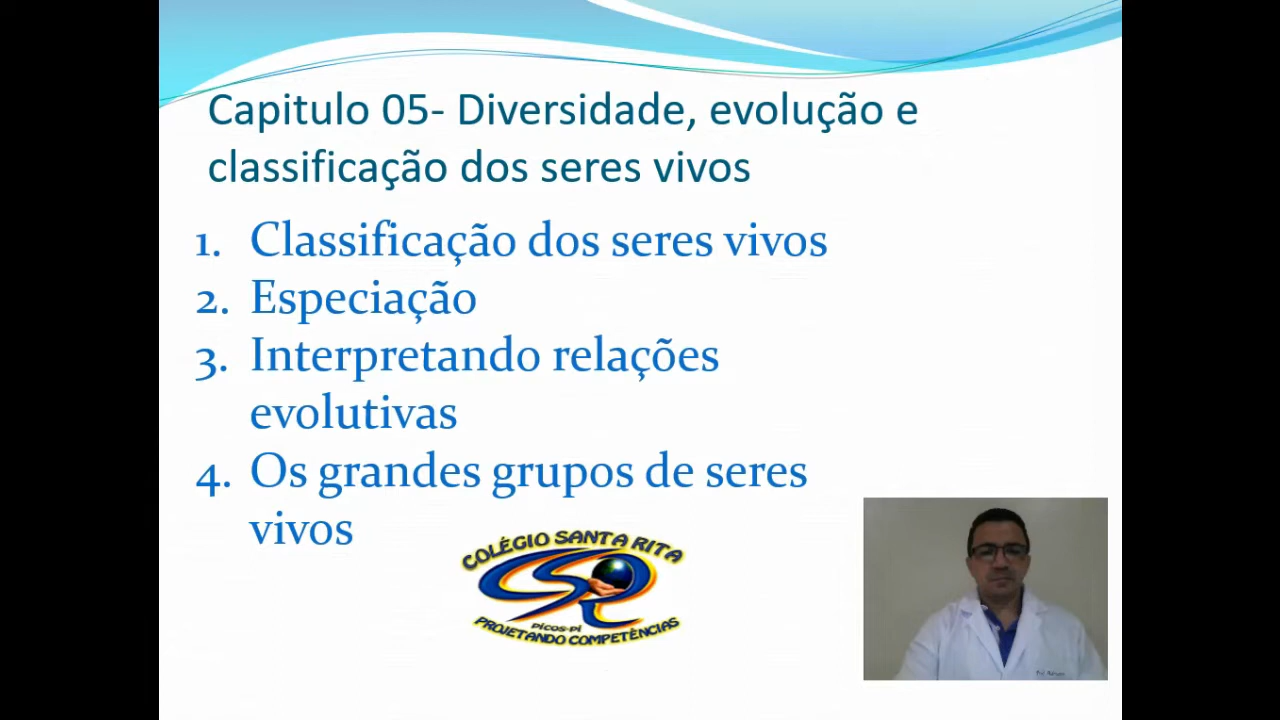 Capitulo 05- Diversidade, evolução e
classificação dos seres vivos
1. Classificação dos seres vivos
2. Especiação
3. Interpretando relações
evolutivas
4. Os grandes grupos de seres
vivos
COLÉGIO SANTA RITA
CSR
PICOS-PI
PROJETANDO COMPETÊNCIAS